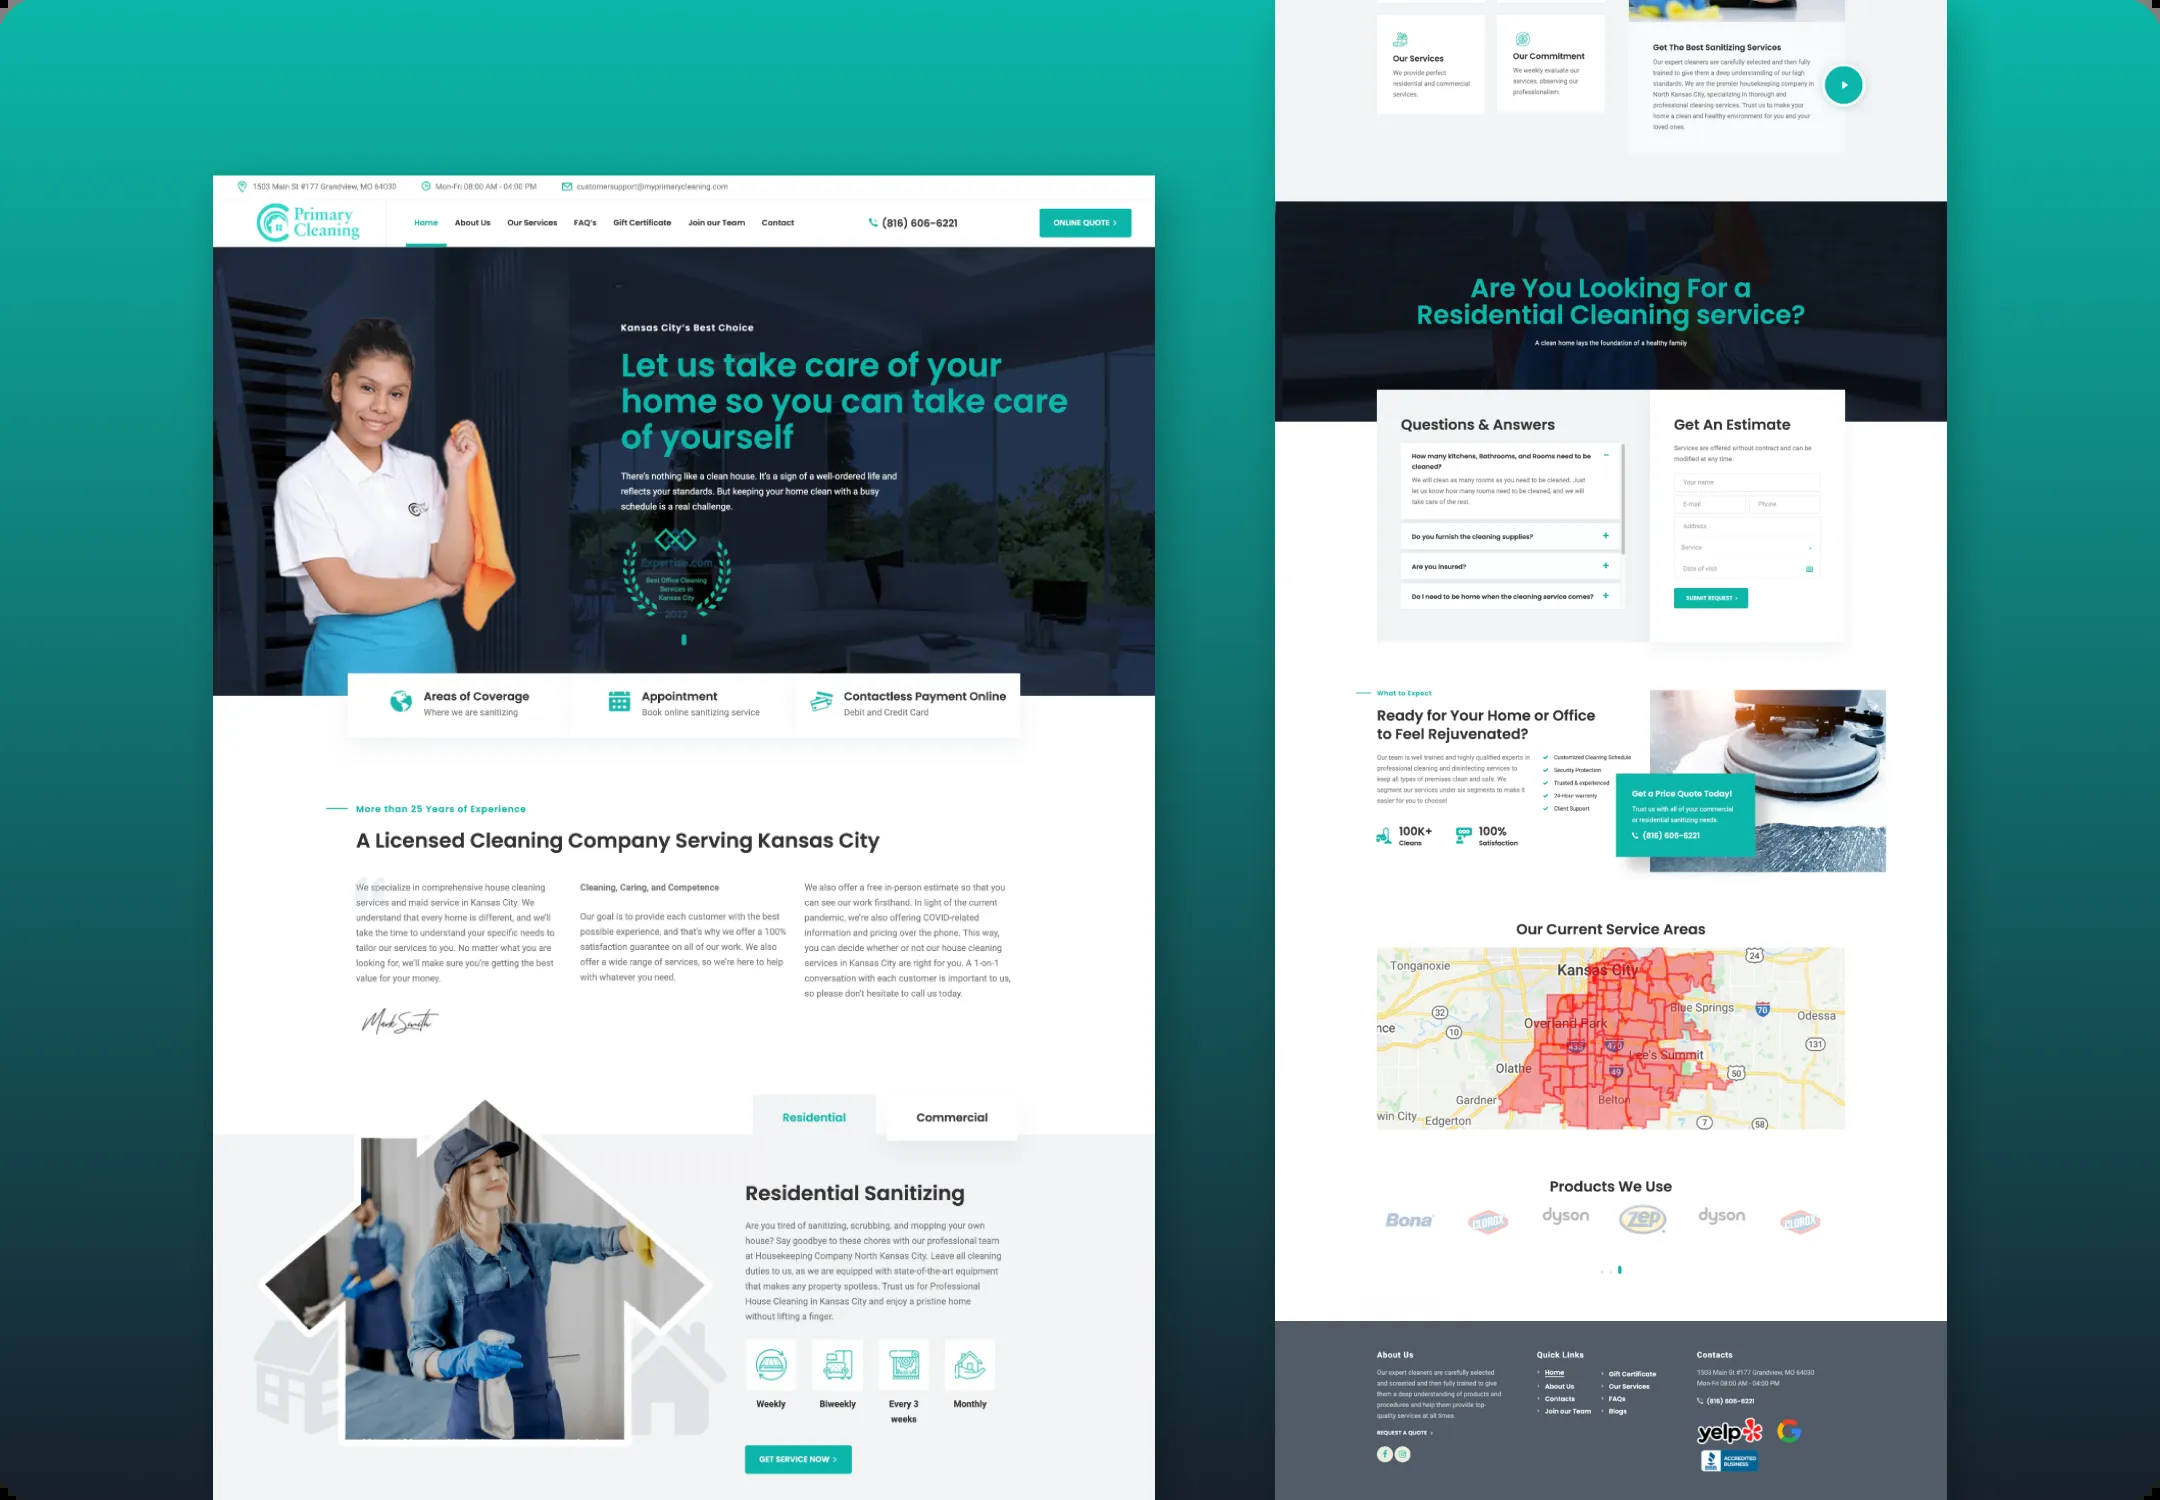 1503 Main St #177 Grandview, MO 64030
Mon-Fri 08:00 AM - 04:00 PM
customersupport@myprimarycleaning.com
Primary
Cleaning
Home
About Us
Our Services
FAQ's
Gift Certificate
Join our Team
Contact
(816) 606-6221
ONLINE QUOTE >
Kansas City's Best Choice
Let us take care of your
home so you can take care
of yourself
There's nothing like a clean house. It's a sign of a well-ordered life and
reflects your standards. But keeping your home clean with a busy
schedule is a real challenge.
Expertise.com
Best Office Cleaning
Services in
Kansas City
2022
Areas of Coverage
Where we are sanitizing
Appointment
Book online sanitizing service
Contactless Payment Online
Debit and Credit Card
More than 25 Years of Experience
A Licensed Cleaning Company Serving Kansas City
We specialize in comprehensive house cleaning
services and maid service in Kansas City. We
understand that every home is different, and we'll
take the time to understand your specific needs to
tailor our services to you. No matter what you are
looking for, we'll make sure you're getting the best
value for your money.
Mark Smith
Cleaning, Caring, and Competence
Our goal is to provide each customer with the best
possible experience, and that's why we offer a 100%
satisfaction guarantee on all of our work. We also
offer a wide range of services, so we're here to help
with whatever you need.
We also offer a free in-person estimate so that you
can see our work firsthand. In light of the current
pandemic, we're also offering COVID-related
information and pricing over the phone. This way,
you can decide whether or not our house cleaning
services in Kansas City are right for you. A 1-on-1
conversation with each customer is important to us,
so please don't hesitate to call us today.
Residential
Commercial
Residential Sanitizing
Are you tired of sanitizing, scrubbing, and mopping your own
house? Say goodbye to these chores with our professional team
at Housekeeping Company North Kansas City. Leave all cleaning
duties to us, as we are equipped with state-of-the-art equipment
that makes any property spotless. Trust us for Professional
House Cleaning in Kansas City and enjoy a pristine home
without lifting a finger.
Weekly
Biweekly
Every 3
weeks
Monthly
GET SERVICE NOW >
Our Services
We provide perfect
residential and commercial
services.
Our Commitment
We weekly evaluate our
services, observing our
professionalism.
Get The Best Sanitizing Services
Our expert cleaners are carefully selected and then fully
trained to give them a deep understanding of our high
standards. We are the premier housekeeping company in
North Kansas City, specializing in thorough and
professional cleaning services. Trust us to make your
home a clean and healthy environment for you and your
loved ones.
Are You Looking For a
Residential Cleaning service?
A clean home lays the foundation of a healthy family
Questions & Answers
How many kitchens, Bathrooms, and Rooms need to be
cleaned?
We will clean as many rooms as you need to be cleaned. Just
let us know how many rooms need to be cleaned, and we will
take care of the rest.
Do you furnish the cleaning supplies?
Are you insured?
Do I need to be home when the cleaning service comes?
Get An Estimate
Services are offered without contract and can be
modified at any time.
Your name
E-mail
Phone
Address
Service
Date of visit
SUBMIT REQUEST >
What to Expect
Ready for Your Home or Office
to Feel Rejuvenated?
Our team is well trained and highly qualified experts in
professional cleaning and disinfecting services to
keep all types of premises clean and safe. We
segment our services under six segments to make it
easier for you to choose!
Customized Cleaning Schedule
Security Protection
Trusted & experienced
24-Hour warrenty
Client Support
100K+
Cleans
100%
Satisfaction
Get a Price Quote Today!
Trust us with all of your commercial
or residential sanitizing needs.
(816) 606-6221
Our Current Service Areas
Tonganoxie
Kansas City
24
32
10
nce
Overland Park
Blue Springs
70
Odessa
435
470
Lee's Summit
131
Olathe
49
50
Gardner
Belton
win City
Edgerton
7
58
Products We Use
Bona
CLOROX
dyson
ZEP
dyson
CLOROX
About Us
Our expert cleaners are carefully selected
and screened and then fully trained to give
them a deep understanding of products and
procedures and help them provide top-
quality services at all times.
REQUEST A QUOTE >
Quick Links
Home
About Us
Contacts
Join our Team
Gift Certificate
Our Services
FAQs
Blogs
Contacts
1503 Main St #177 Grandview, MO 64030
Mon-Fri 08:00 AM - 04:00 PM
(816) 606-6221
yelp
G
BBB
ACCREDITED
BUSINESS